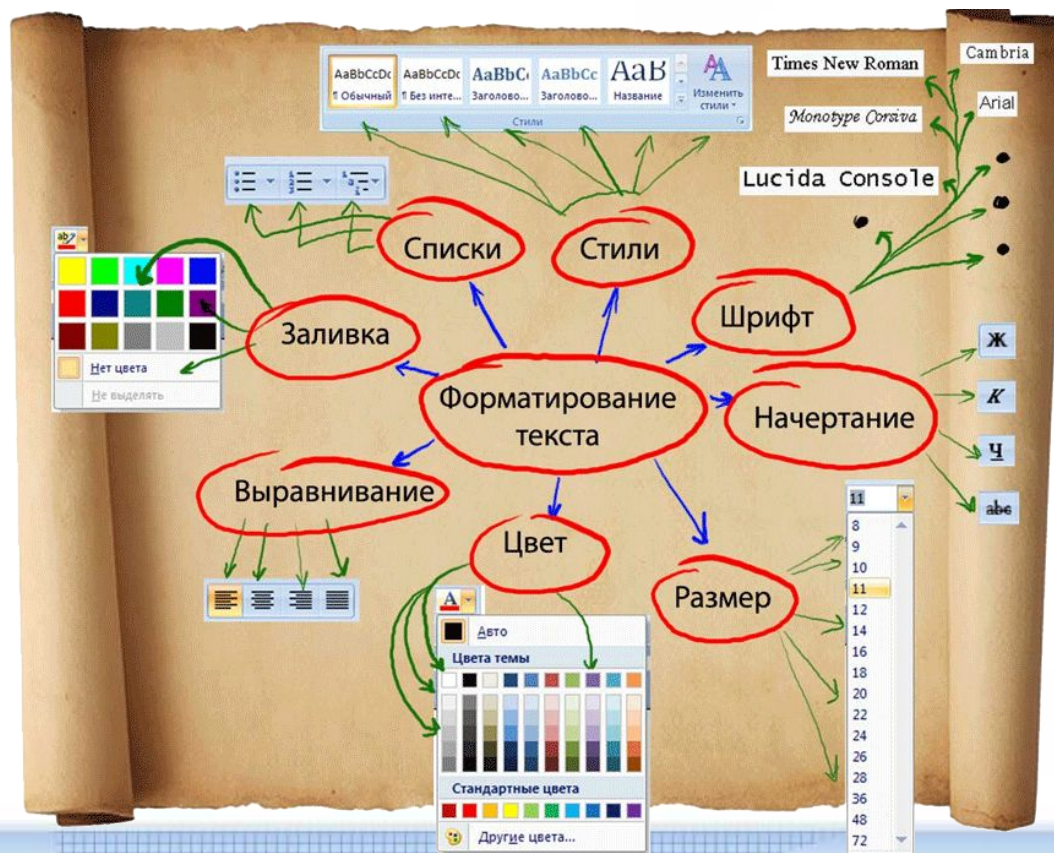 AaBbCcDc AaBbCcDc AaBbC AaBbCc AaB
¶ Обычный ¶ Без инте... Заголово... Заголово... Название
Изменить
стили
Стили
Times New Roman
Cambria
Monotype Corsiva
Arial
Lucida Console
Списки
Стили
Шрифт
Заливка
Нет цвета
Не выделять
Форматирование
текста
Начертание
Ж
К
Ч
abc
Выравнивание
Цвет
Размер
А
Авто
Цвета темы
Стандартные цвета
Другие цвета...
11
8
9
10
11
12
14
16
18
20
22
24
26
28
36
48
72